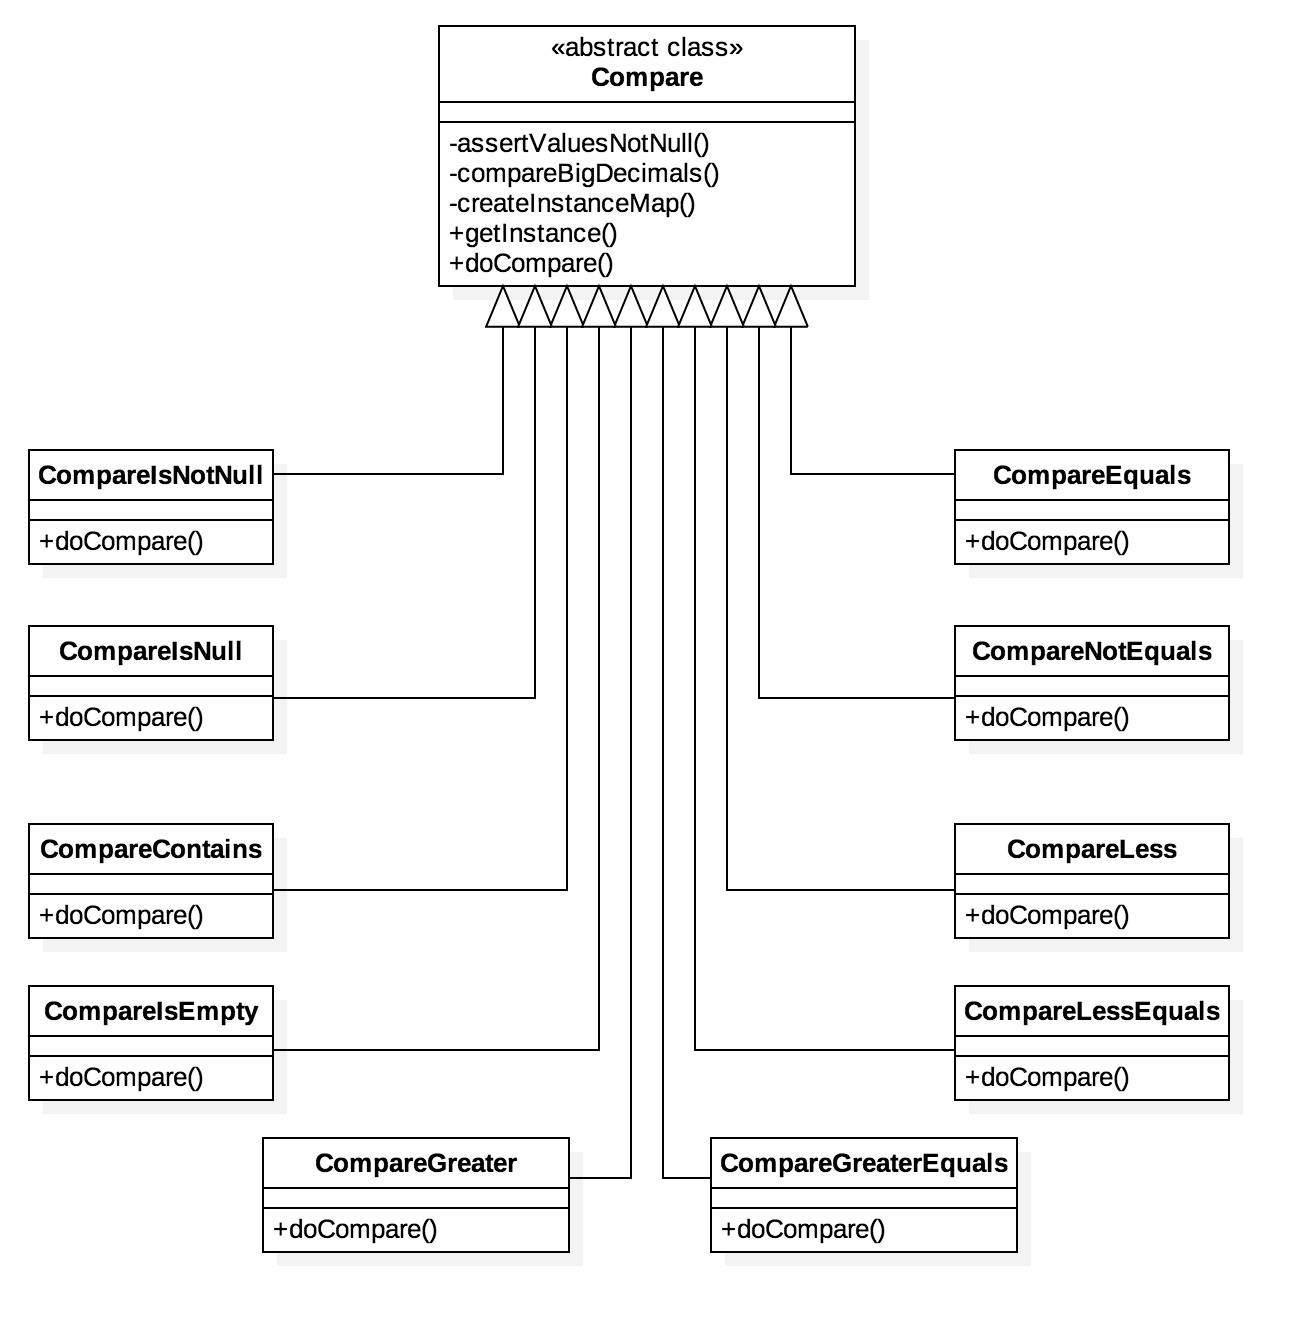 «abstract class»
Compare
-assertValuesNotNull()
-compareBigDecimals()
-createInstanceMap()
+getInstance()
+doCompare()
CompareIsNotNull
+doCompare()
CompareEquals
+doCompare()
CompareIsNull
+doCompare()
CompareNotEquals
+doCompare()
CompareContains
+doCompare()
CompareLess
+doCompare()
CompareIsEmpty
+doCompare()
CompareLessEquals
+doCompare()
CompareGreater
+doCompare()
CompareGreaterEquals
+doCompare()